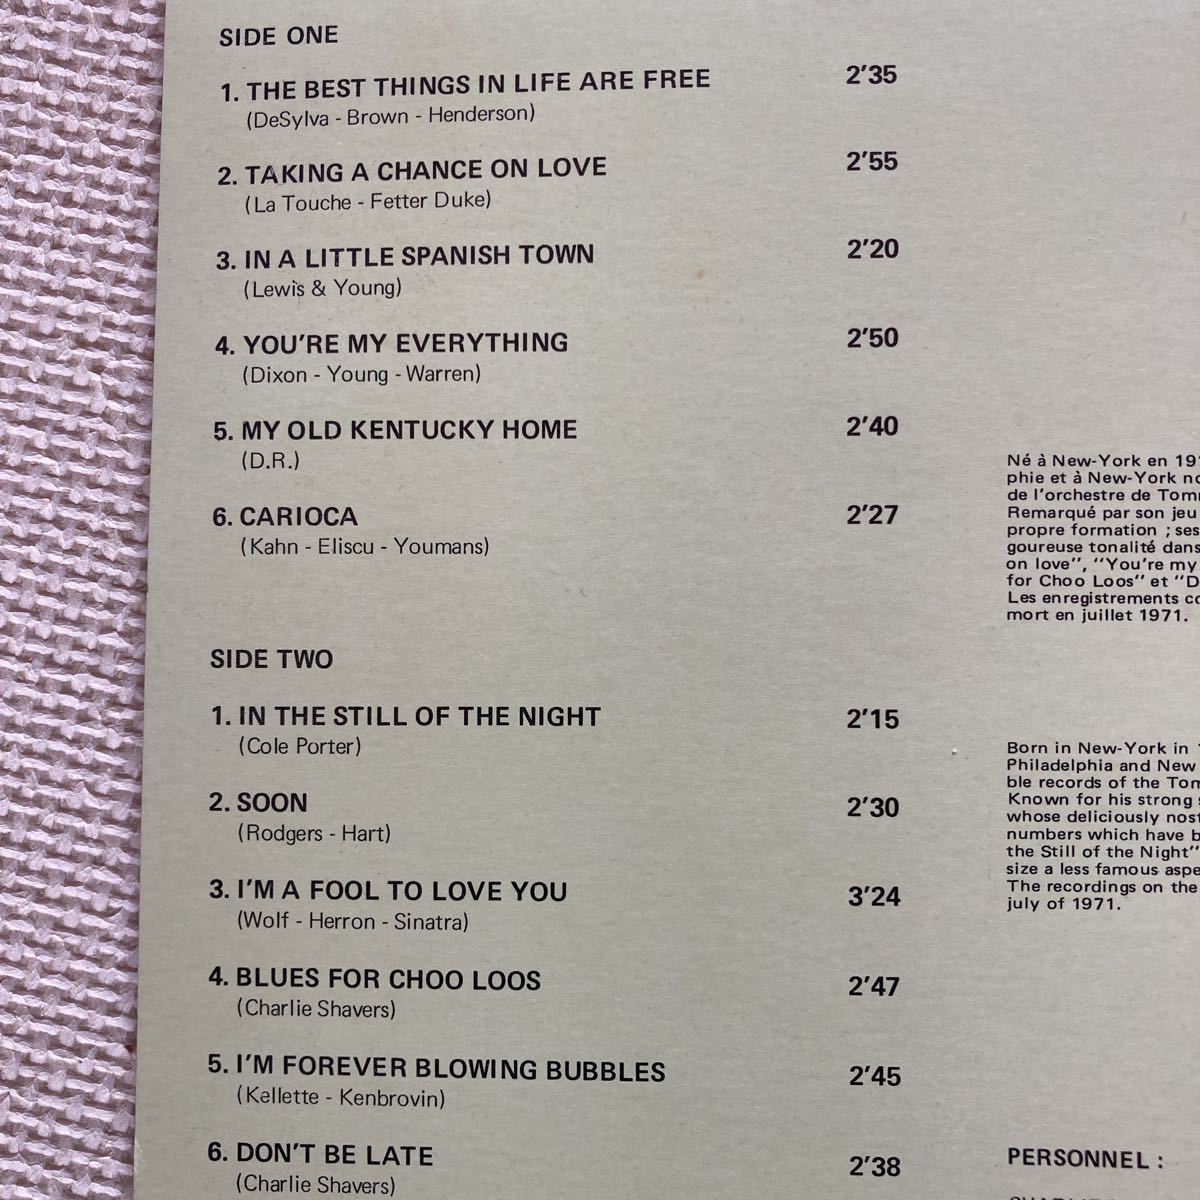 SIDE ONE
1. THE BEST THINGS IN LIFE ARE FREE 2'35
(DeSylva - Brown - Henderson)
2. TAKING A CHANCE ON LOVE 2'55
(La Touche - Fetter Duke)
3. IN A LITTLE SPANISH TOWN 2'20
(Lewis & Young)
4. YOU'RE MY EVERYTHING 2'50
(Dixon - Young - Warren)
5. MY OLD KENTUCKY HOME 2'40
(D.R.)
6. CARIOCA 2'27
(Kahn - Eliscu - Youmans)
SIDE TWO
1. IN THE STILL OF THE NIGHT 2'15
(Cole Porter)
2. SOON 2'30
(Rodgers - Hart)
3. I'M A FOOL TO LOVE YOU 3'24
(Wolf - Herron - Sinatra)
4. BLUES FOR CHOO LOOS 2'47
(Charlie Shavers)
5. I'M FOREVER BLOWING BUBBLES 2'45
(Kellette - Kenbrovin)
6. DON'T BE LATE 2'38
(Charlie Shavers)
Né à New-York en
phie et à New-York
de l'orchestre de
Remarqué par son jeu
propre formation ; ses
goureuse tonalité dans
on love", "You're my
for Choo Loos" et "D
Les enregistrements
mort en juillet 1971.
Born in New-York in
Philadelphia and New
ble records of the
Known for his strong
whose deliciously
numbers which have
the Still of the Night"
size a less famous
The recordings on the
july of 1971.
PERSONNEL :